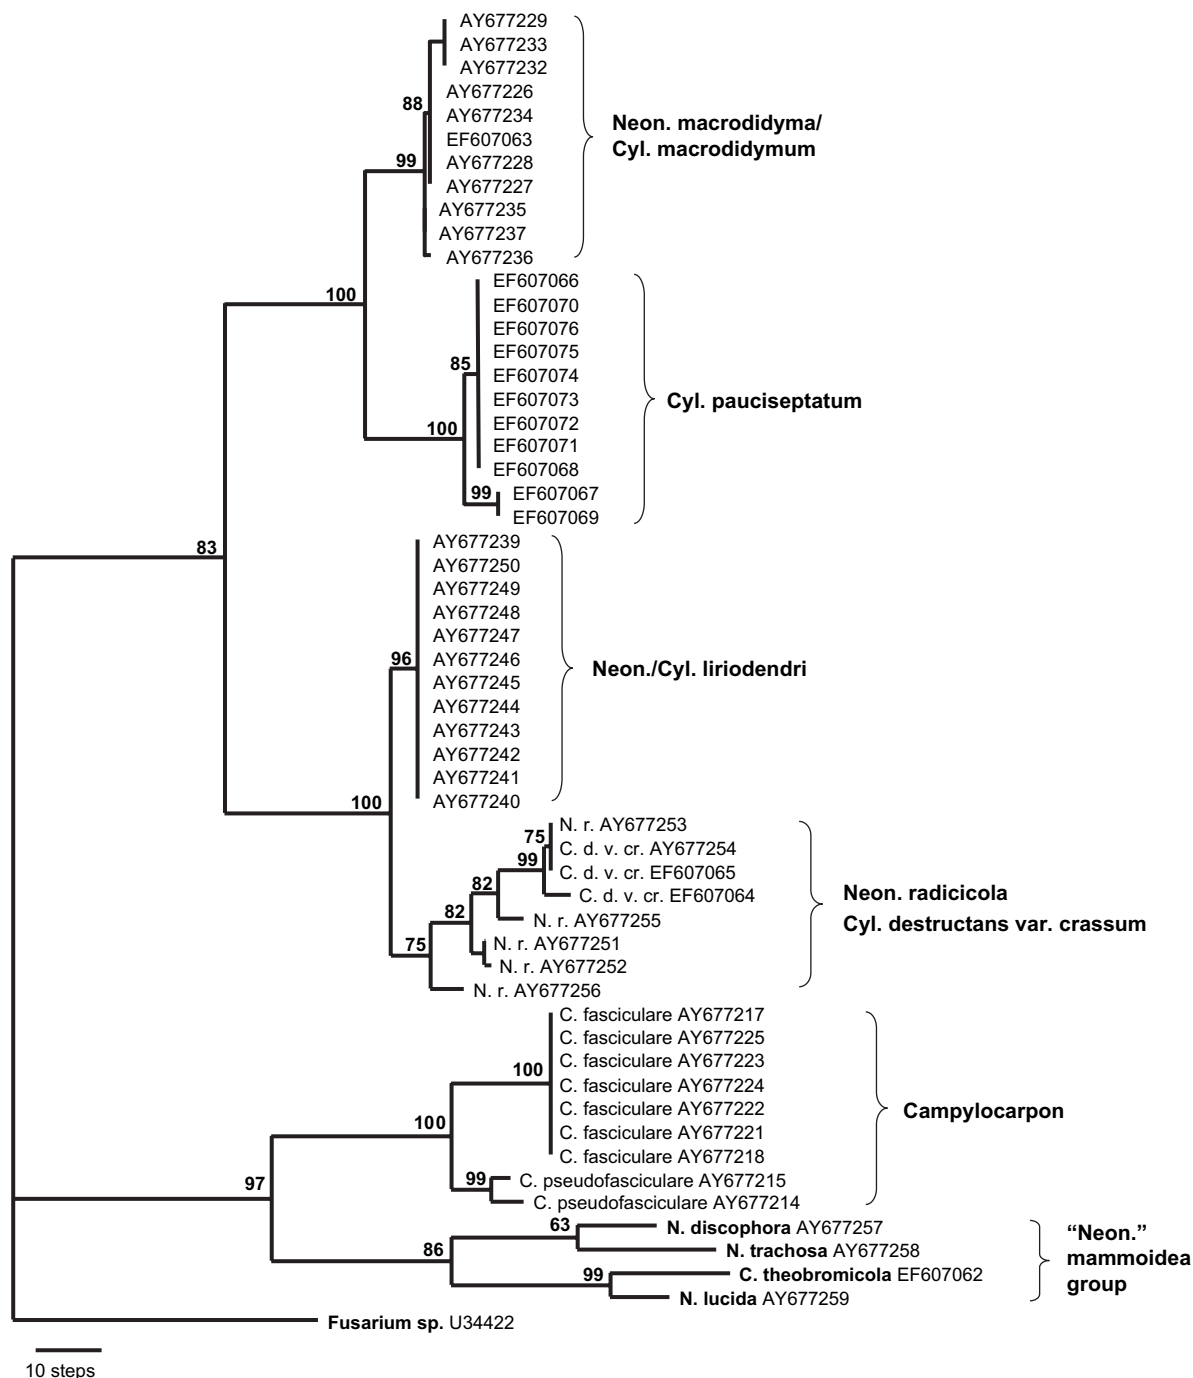 AY677229
AY677233
AY677232
AY677226
88
AY677234
Neon. macrodidyma/
EF607063
Cyl. macrodidymum
99
AY677228
AY677227
AY677235
AY677237
AY677236
EF607066
100
EF607070
EF607076
EF607075
85
EF607074
EF607073
Cyl. pauciseptatum
EF607072
100
EF607071
EF607068
99
EF607067
EF607069
AY677239
83
AY677250
AY677249
AY677248
AY677247
96
AY677246
Neon./Cyl. liriodendri
AY677245
AY677244
AY677243
AY677242
AY677241
100
AY677240
N. r. AY677253
75
C. d. v. cr. AY677254
99
C. d. v. cr. EF607065
82
C. d. v. cr. EF607064
Neon. radicicola
82
N. r. AY677255
Cyl. destructans var. crassum
75
N. r. AY677251
N. r. AY677252
N. r. AY677256
C. fasciculare AY677217
C. fasciculare AY677225
C. fasciculare AY677223
100
C. fasciculare AY677224
C. fasciculare AY677222
Campylocarpon
100
C. fasciculare AY677221
C. fasciculare AY677218
99
C. pseudofasciculare AY677215
97
C. pseudofasciculare AY677214
63
N. discophora AY677257
“Neon.”
86
N. trachosa AY677258
mammoidea
99
C. theobromicola EF607062
group
N. lucida AY677259
Fusarium sp. U34422
10 steps